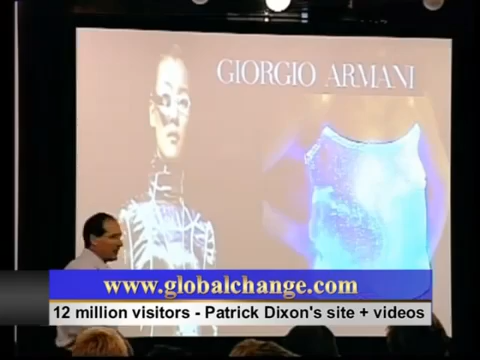 GIORGIO ARMANI
www.globalchange.com
12 million visitors - Patrick Dixon's site + videos